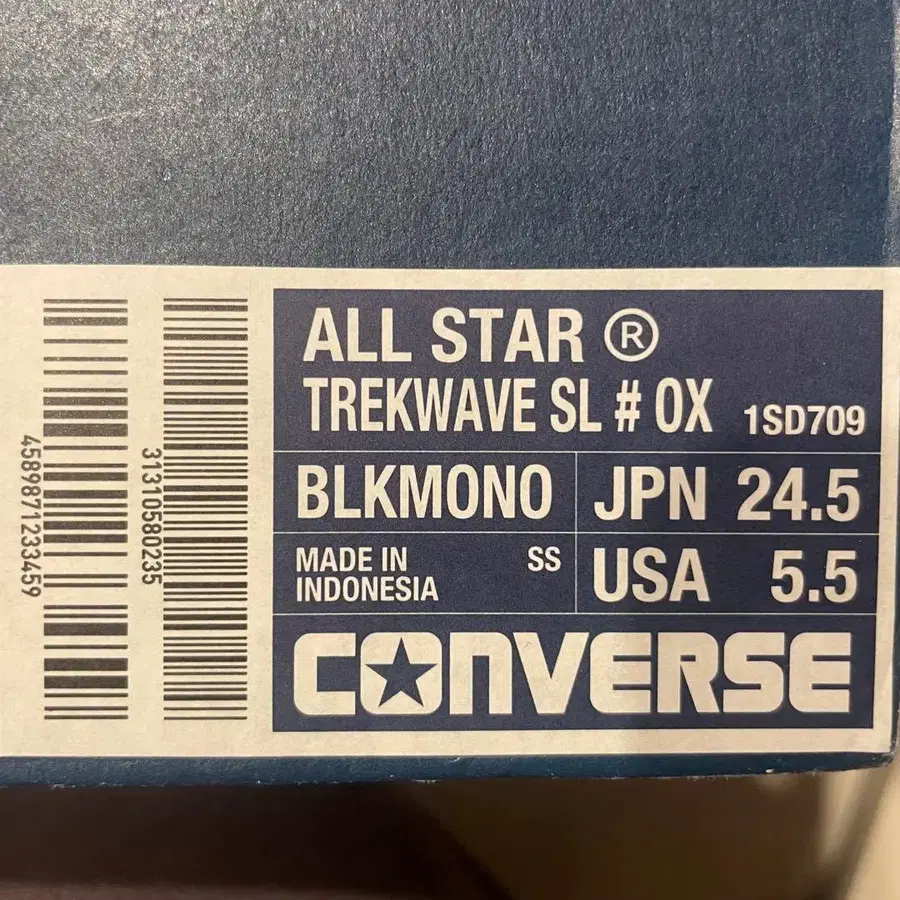 ALL STAR ®
TREKWAVE SL # OX 1SD709
BLKMONO
JPN 24.5
MADE IN
INDONESIA
SS
USA 5.5
CONVERSE
4589871233459
31310580235